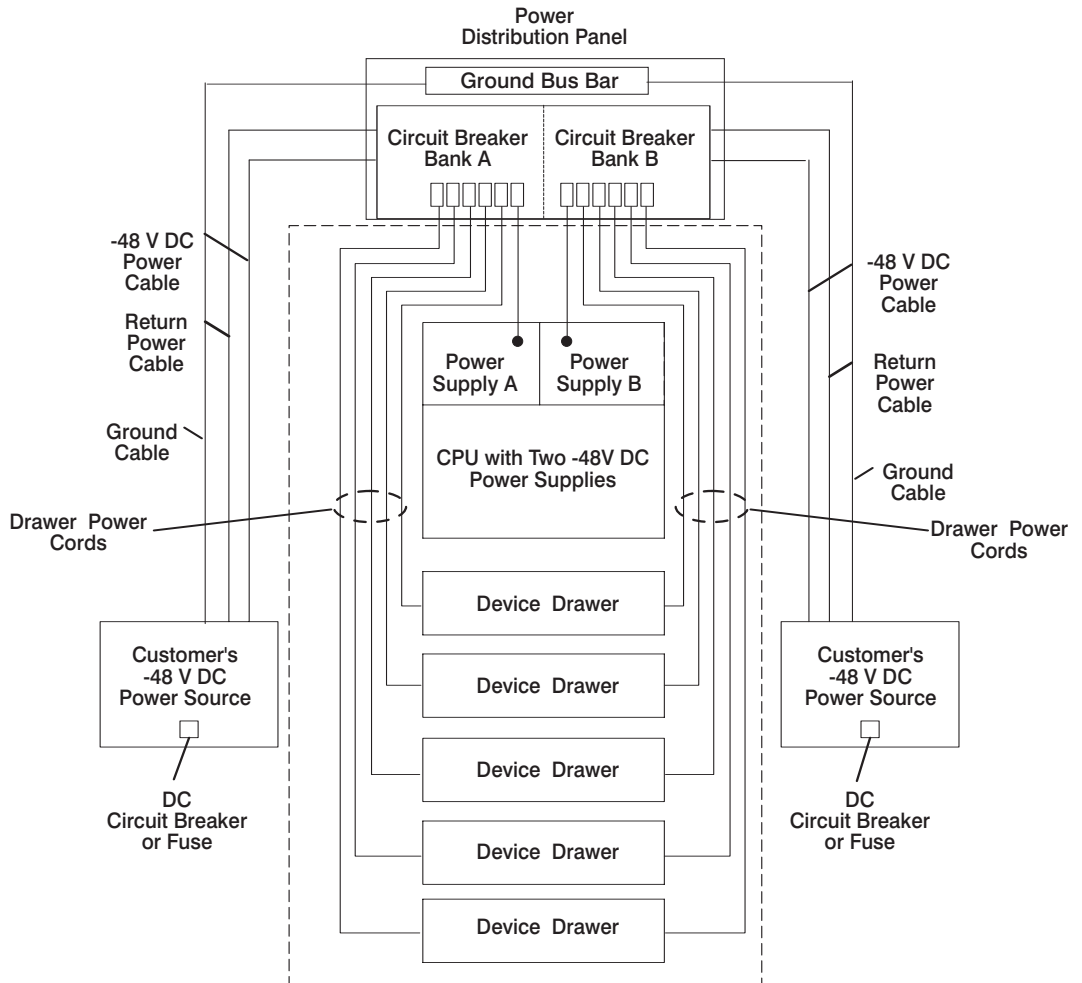 Power
Distribution Panel
Ground Bus Bar
Circuit Breaker
Bank A
Circuit Breaker
Bank B
-48 V DC
Power
Cable
-48 V DC
Power
Cable
Return
Power
Cable
Return
Power
Cable
Power
Supply A
Power
Supply B
Ground
Cable
CPU with Two -48V DC
Power Supplies
Ground
Cable
Drawer Power
Cords
Drawer Power
Cords
Device Drawer
Customer's
-48 V DC
Power Source
Device Drawer
Customer's
-48 V DC
Power Source
Device Drawer
DC
Circuit Breaker
or Fuse
DC
Circuit Breaker
or Fuse
Device Drawer
Device Drawer